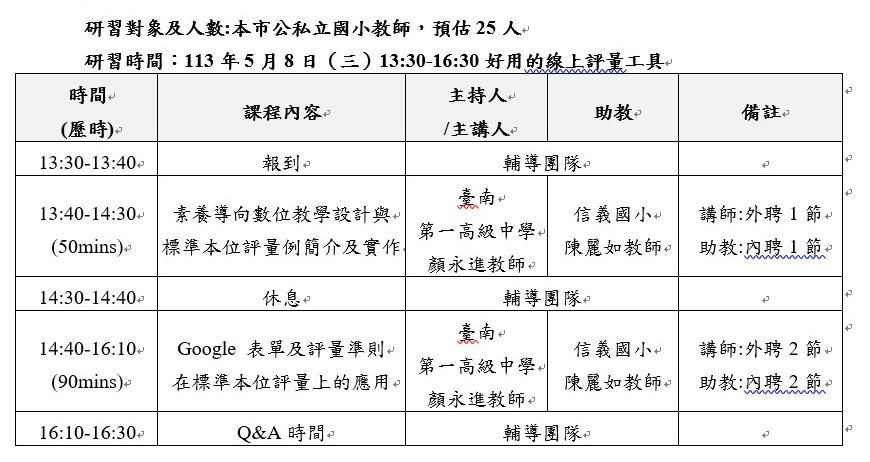 研習對象及人數:本市公私立國小教師，預估 25 人
研習時間：113 年 5 月 8 日（三）13:30-16:30 好用的線上評量工具
時間
(歷時)
課程內容
主持人
/主講人
助教
備註
13:30-13:40
報到
輔導團隊
13:40-14:30
(50mins)
素養導向數位教學設計與
標準本位評量例簡介及實作
臺南
第一高級中學
顏永進教師
信義國小
陳麗如教師
講師:外聘 1 節
助教:內聘 1 節
14:30-14:40
休息
輔導團隊
14:40-16:10
(90mins)
Google 表單及評量準則
在標準本位評量上的應用
臺南
第一高級中學
顏永進教師
信義國小
陳麗如教師
講師:外聘 2 節
助教:內聘 2 節
16:10-16:30
Q&A 時間
輔導團隊